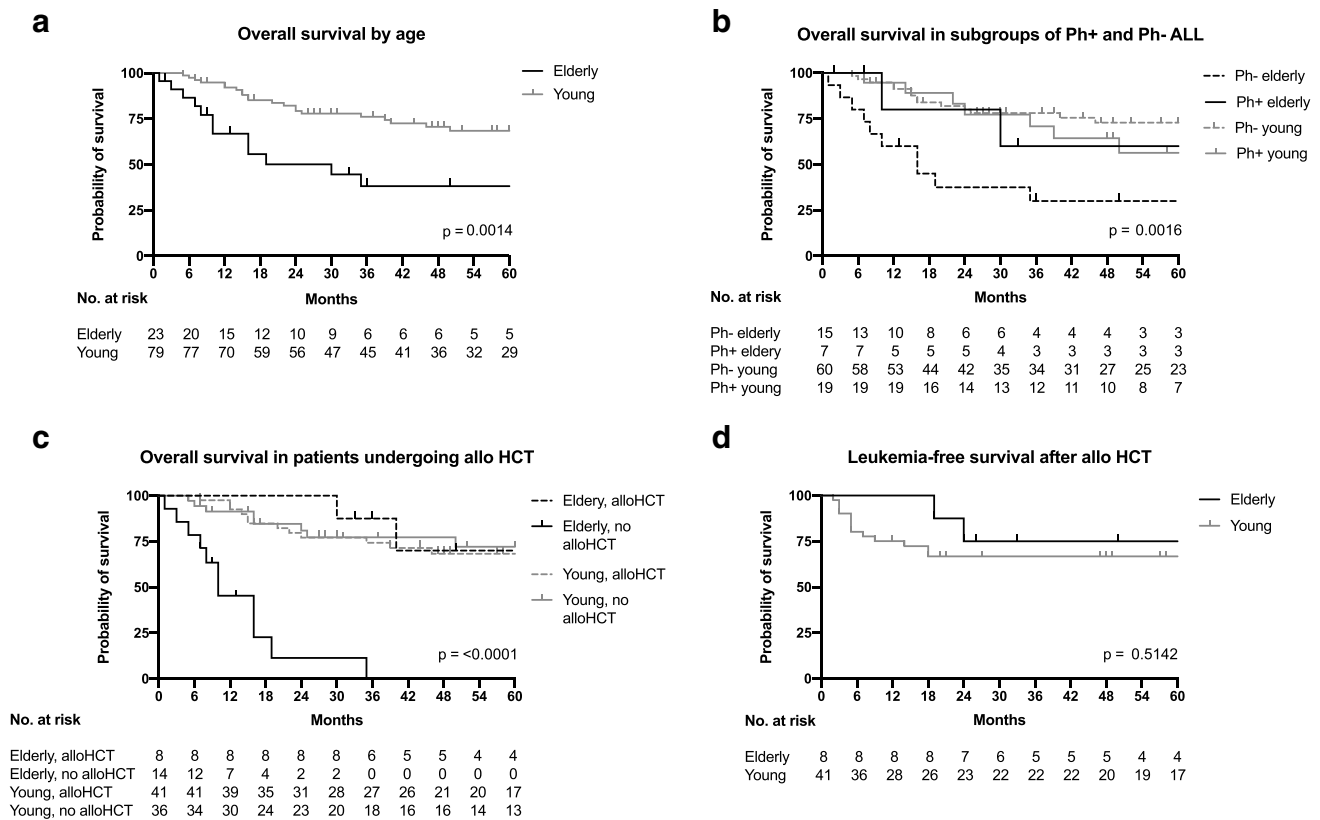 a
Overall survival by age
Probability of survival
100
75
50
25
0
0 6 12 18 24 30 36 42 48 54 60
Months
Elderly
Young
p = 0.0014
No. at risk
Elderly 23 20 15 12 10 9 6 6 6 5 5
Young 79 77 70 59 56 47 45 41 36 32 29
b
Overall survival in subgroups of Ph+ and Ph- ALL
Probability of survival
100
75
50
25
0
0 6 12 18 24 30 36 42 48 54 60
Months
Ph- elderly
Ph+ elderly
Ph- young
Ph+ young
p = 0.0016
No. at risk
Ph- elderly 15 13 10 8 6 6 4 4 4 3 3
Ph+ eldery 7 7 5 5 5 4 3 3 3 3 3
Ph- young 60 58 53 44 42 35 34 31 27 25 23
Ph+ young 19 19 19 16 14 13 12 11 10 8 7
c
Overall survival in patients undergoing allo HCT
Probability of survival
100
75
50
25
0
0 6 12 18 24 30 36 42 48 54 60
Months
Eldery, alloHCT
Elderly, no
alloHCT
Young, alloHCT
Young, no
alloHCT
p = <0.0001
No. at risk
Elderly, alloHCT 8 8 8 8 8 8 6 5 5 4 4
Elderly, no alloHCT 14 12 7 4 2 2 0 0 0 0 0
Young, alloHCT 41 41 39 35 31 28 27 26 21 20 17
Young, no alloHCT 36 34 30 24 23 20 18 16 16 14 13
d
Leukemia-free survival after allo HCT
Probability of survival
100
75
50
25
0
0 6 12 18 24 30 36 42 48 54 60
Months
Elderly
Young
p = 0.5142
No. at risk
Elderly 8 8 8 8 7 6 5 5 5 4 4
Young 41 36 28 26 23 22 22 22 20 19 17